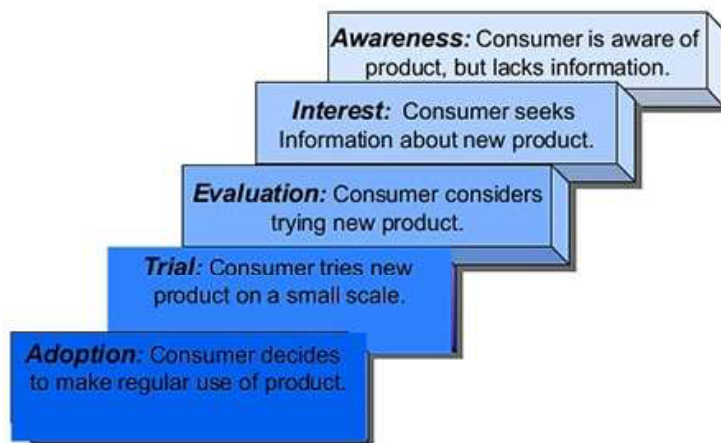 Awareness: Consumer is aware of
product, but lacks information.
Interest: Consumer seeks
Information about new product.
Evaluation: Consumer considers
trying new product.
Trial: Consumer tries new
product on a small scale.
Adoption: Consumer decides
to make regular use of product.